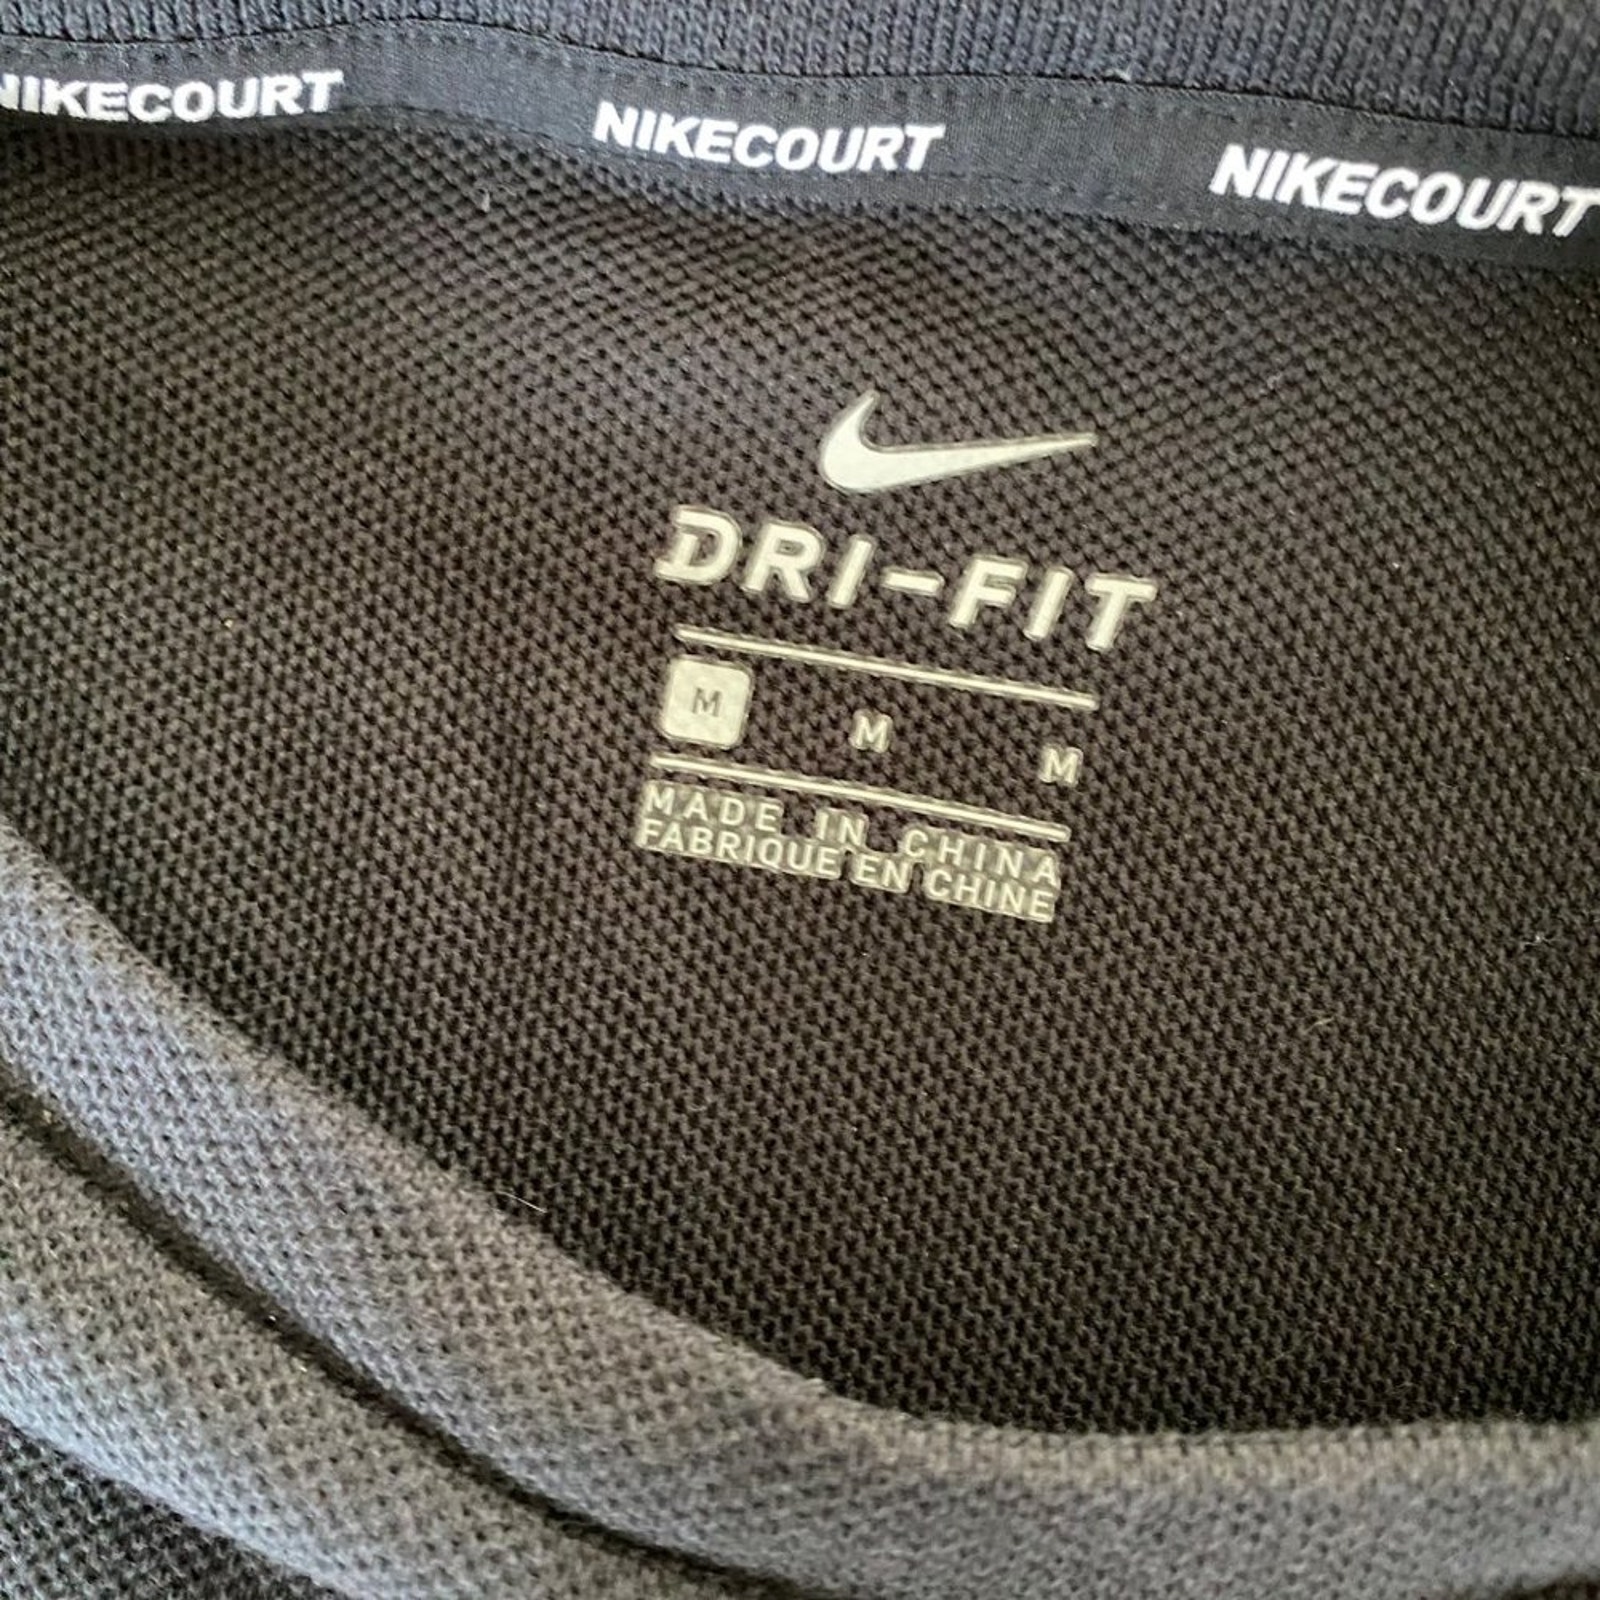 NIKECOURT NIKECOURT NIKECOURT
DRI-FIT
M M M
MADE IN CHINA
FABRIQUE EN CHINE